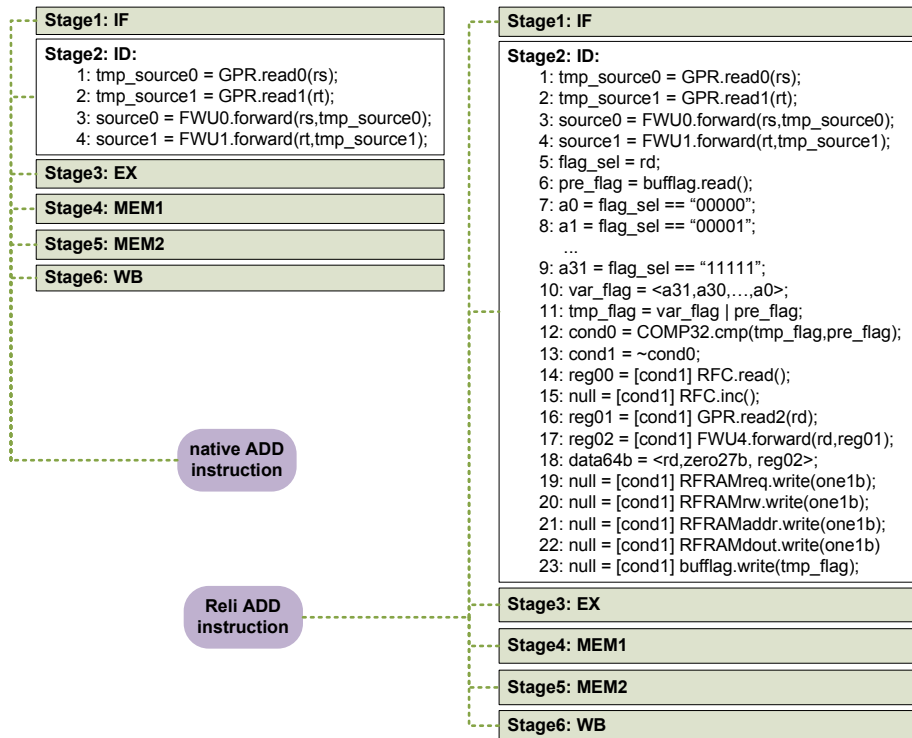 Stage1: IF
Stage2: ID:
1: tmp_source0 = GPR.read0(rs);
2: tmp_source1 = GPR.read1(rt);
3: source0 = FWU0.forward(rs,tmp_source0);
4: source1 = FWU1.forward(rt,tmp_source1);
Stage3: EX
Stage4: MEM1
Stage5: MEM2
Stage6: WB
native ADD
instruction
Reli ADD
instruction
Stage1: IF
Stage2: ID:
1: tmp_source0 = GPR.read0(rs);
2: tmp_source1 = GPR.read1(rt);
3: source0 = FWU0.forward(rs,tmp_source0);
4: source1 = FWU1.forward(rt,tmp_source1);
5: flag_sel = rd;
6: pre_flag = bufflag.read();
7: a0 = flag_sel == “00000”;
8: a1 = flag_sel == “00001”;
...
9: a31 = flag_sel == “11111”;
10: var_flag = <a31,a30,…,a0>;
11: tmp_flag = var_flag | pre_flag;
12: cond0 = COMP32.cmp(tmp_flag,pre_flag);
13: cond1 = ~cond0;
14: reg00 = [cond1] RFC.read();
15: null = [cond1] RFC.inc();
16: reg01 = [cond1] GPR.read2(rd);
17: reg02 = [cond1] FWU4.forward(rd,reg01);
18: data64b = <rd,zero27b, reg02>;
19: null = [cond1] RFRAMreq.write(one1b);
20: null = [cond1] RFRAMrw.write(one1b);
21: null = [cond1] RFRAMaddr.write(one1b);
22: null = [cond1] RFRAMdout.write(one1b)
23: null = [cond1] bufflag.write(tmp_flag);
Stage3: EX
Stage4: MEM1
Stage5: MEM2
Stage6: WB